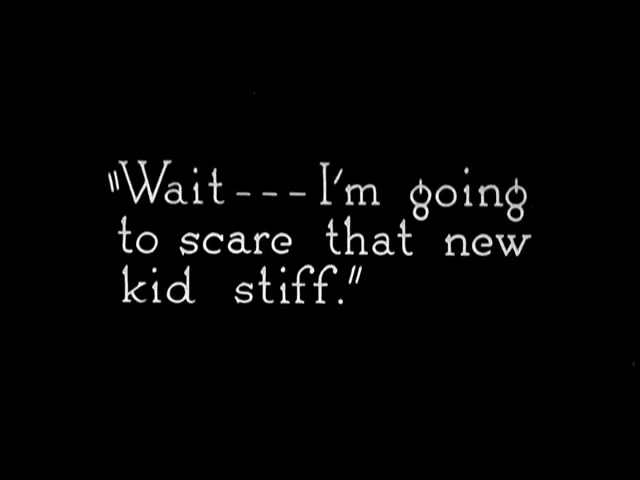 "Wait---I'm going
to scare that new
kid stiff."